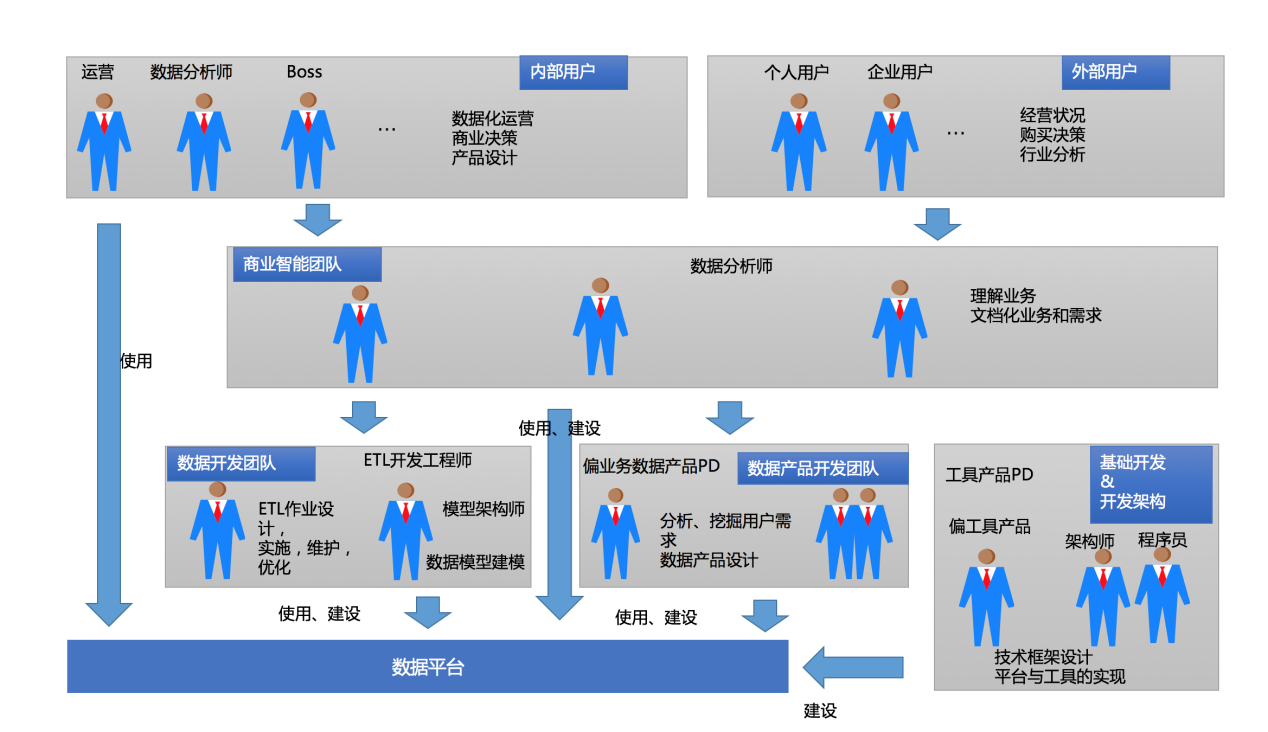 运营
数据分析师
Boss
内部用户
...
数据化运营
商业决策
产品设计
个人用户
企业用户
外部用户
...
经营状况
购买决策
行业分析
商业智能团队
数据分析师
理解业务
文档化业务和需求
使用
使用、建设
数据开发团队
ETL开发工程师
ETL作业设
计，
实施，维护，
优化
模型架构师
数据模型建模
偏业务数据产品PD
数据产品开发团队
分析、挖掘用户需
求
数据产品设计
工具产品PD
基础开发
&
开发架构
偏工具产品
架构师
程序员
技术框架设计
平台与工具的实现
使用、建设
使用、建设
数据平台
建设